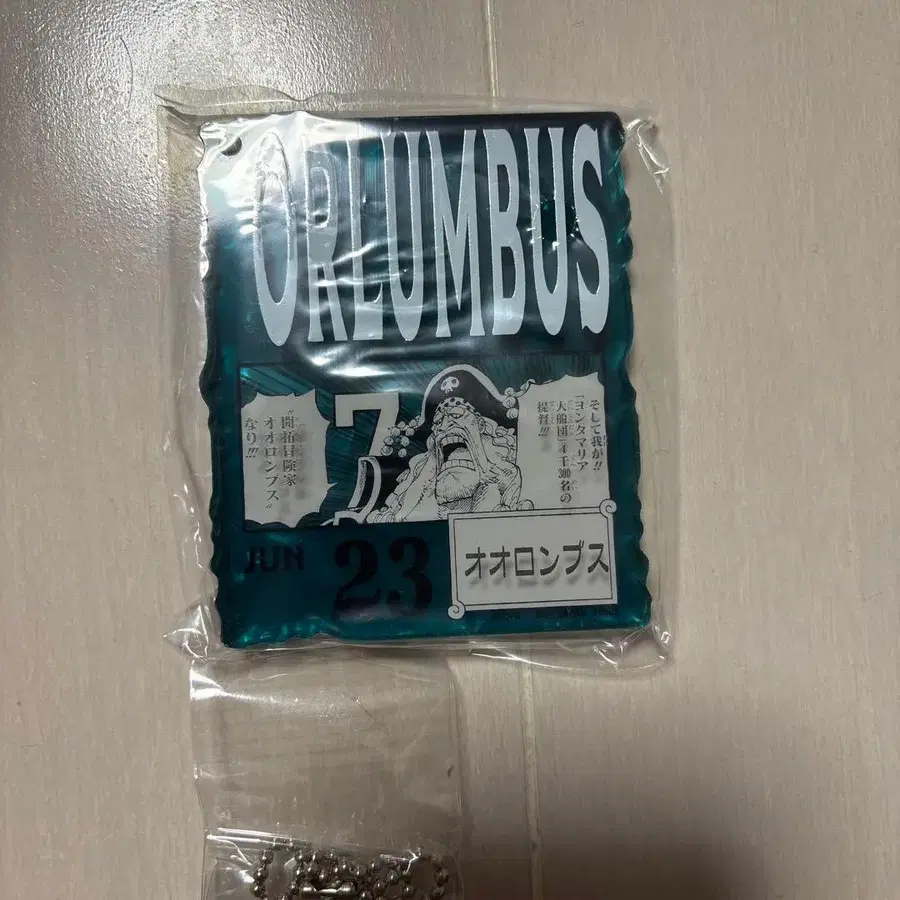 ORLUMBUS
そして我が!!
「ヨンタマリア
大船団」4千300名の
提督!!!
"開拓冒険家"
オオロンブス"
なり!!!
7
JUN
23
オオロンブス